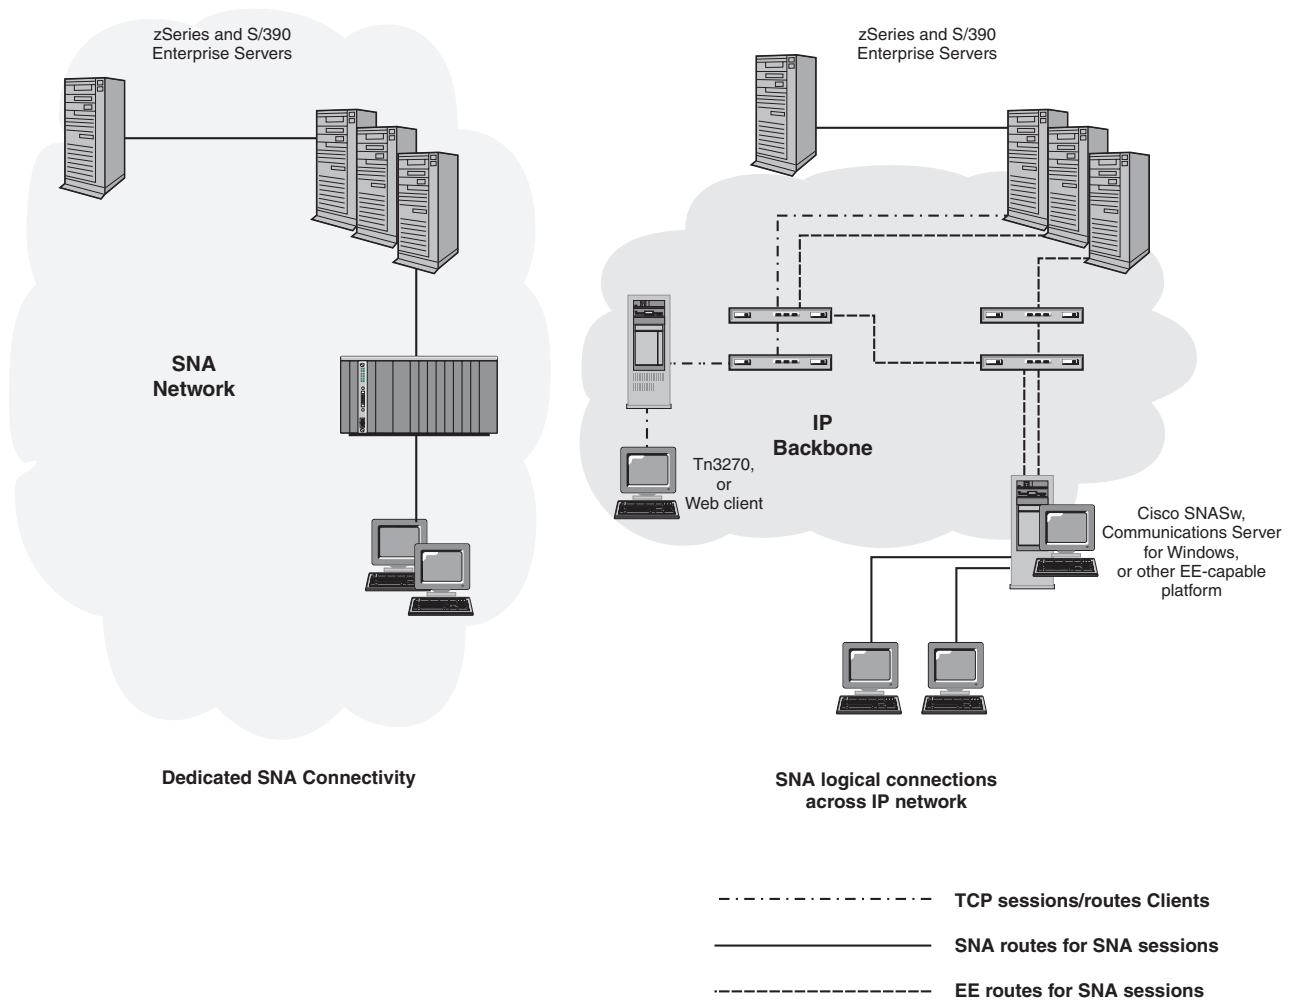 zSeries and S/390
Enterprise Servers
SNA
Network
Dedicated SNA Connectivity
zSeries and S/390
Enterprise Servers
IP
Backbone
Tn3270,
or
Web client
Cisco SNASw,
Communications Server
for Windows,
or other EE-capable
platform
SNA logical connections
across IP network
TCP sessions/routes Clients
SNA routes for SNA sessions
EE routes for SNA sessions